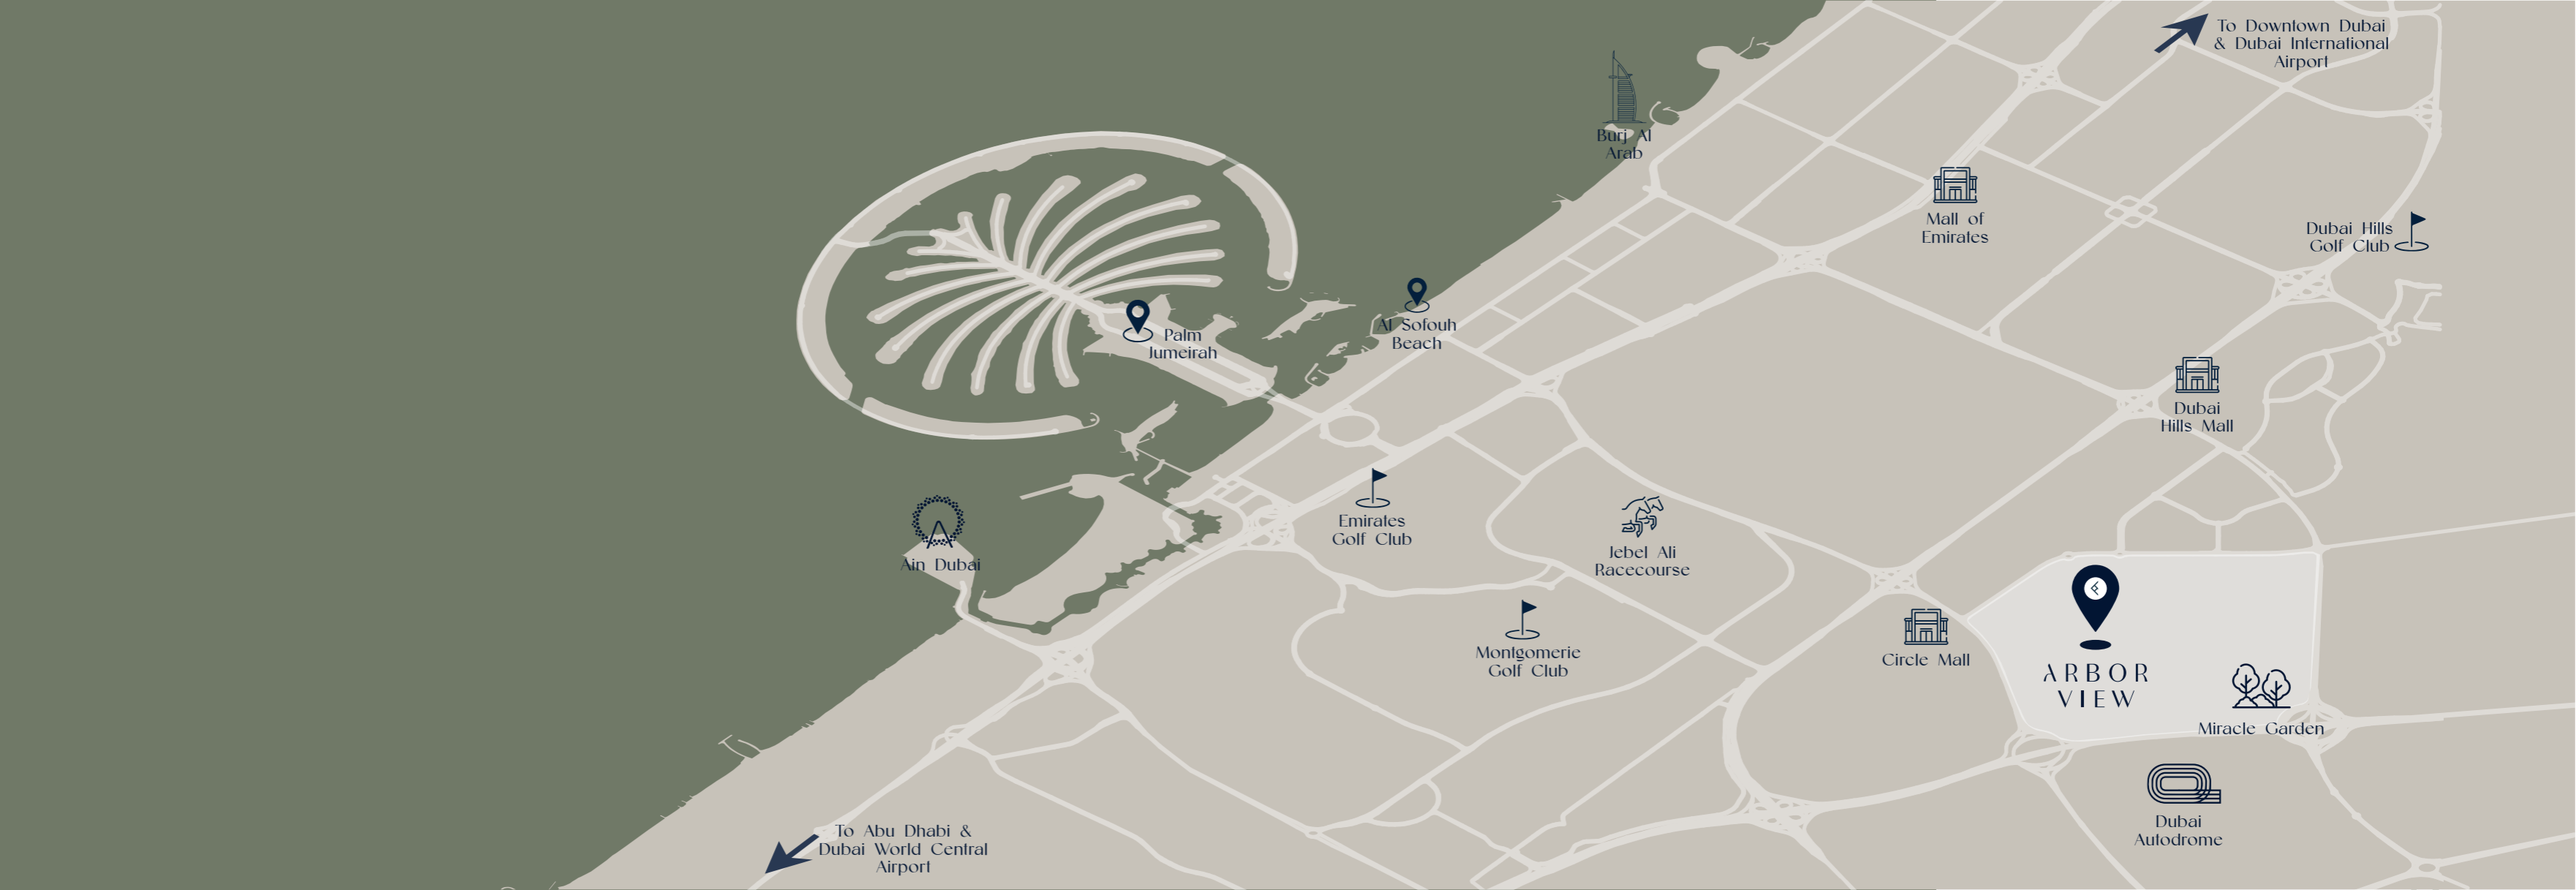 To Downtown Dubai
& Dubai International
Airport
Burj Al
Arab
Mall of
Emirates
Dubai Hills
Golf Club
Al Sofouh
Beach
Palm
Jumeirah
Dubai
Hills Mall
Emirates
Golf Club
Jebel Ali
Racecourse
Ain Dubai
Montgomerie
Golf Club
Circle Mall
ARBOR
VIEW
Miracle Garden
Dubai
Autodrome
To Abu Dhabi &
Dubai World Central
Airport